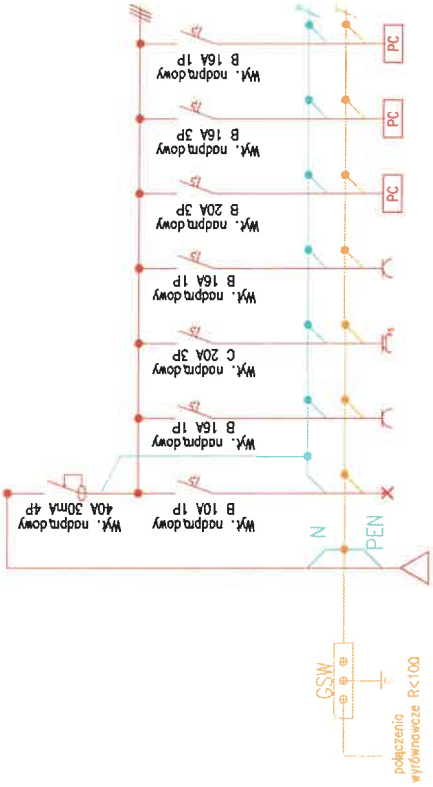 PC
Wył. nadprądowy
B 16A 1P
PC
Wył. nadprądowy
B 16A 3P
PC
Wył. nadprądowy
B 20A 3P
Wył. nadprądowy
B 16A 1P
Wył. nadprądowy
C 20A 3P
Wył. nadprądowy
B 16A 1P
Wył. nadprądowy
B 10A 1P
Wył. nadprądowy
40A 30mA 4P
N
PEN
GSW
połączenia
wyrównawcze R<10Ω